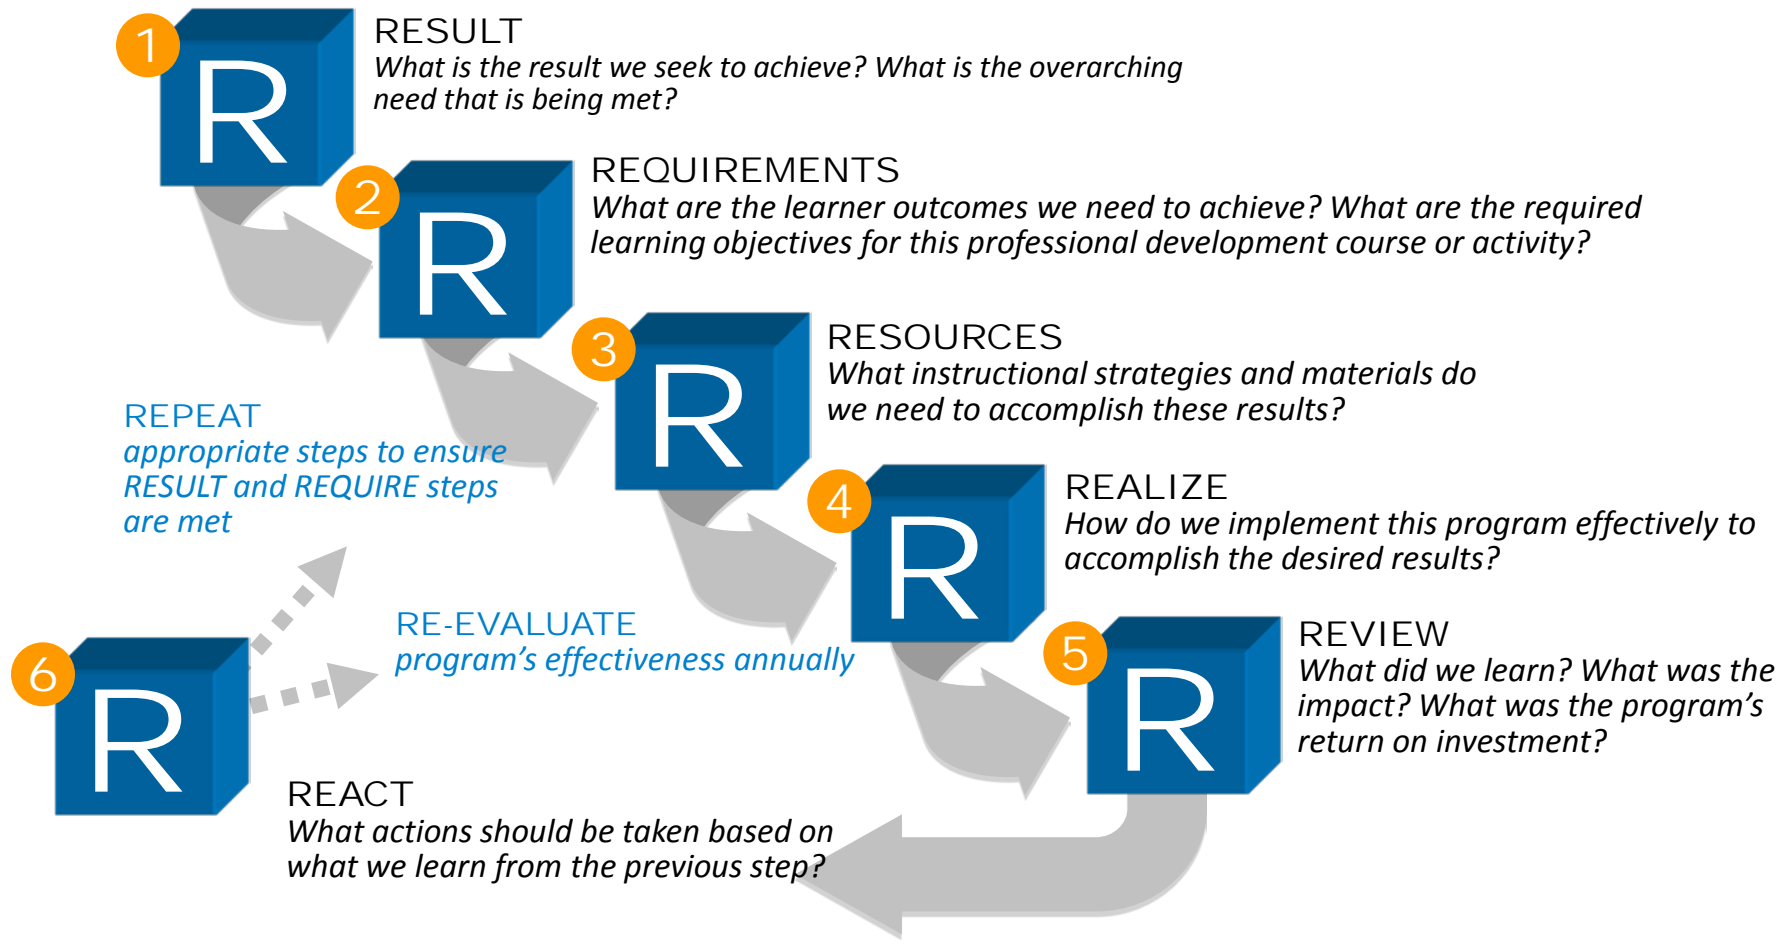 1
R
RESULT
What is the result we seek to achieve? What is the overarching
need that is being met?
2
R
REQUIREMENTS
What are the learner outcomes we need to achieve? What are the required
learning objectives for this professional development course or activity?
3
R
RESOURCES
What instructional strategies and materials do
we need to accomplish these results?
4
R
REALIZE
How do we implement this program effectively to
accomplish the desired results?
5
R
REVIEW
What did we learn? What was the
impact? What was the program’s
return on investment?
6
R
REACT
What actions should be taken based on
what we learn from the previous step?
REPEAT
appropriate steps to ensure
RESULT and REQUIRE steps
are met
RE-EVALUATE
program’s effectiveness annually